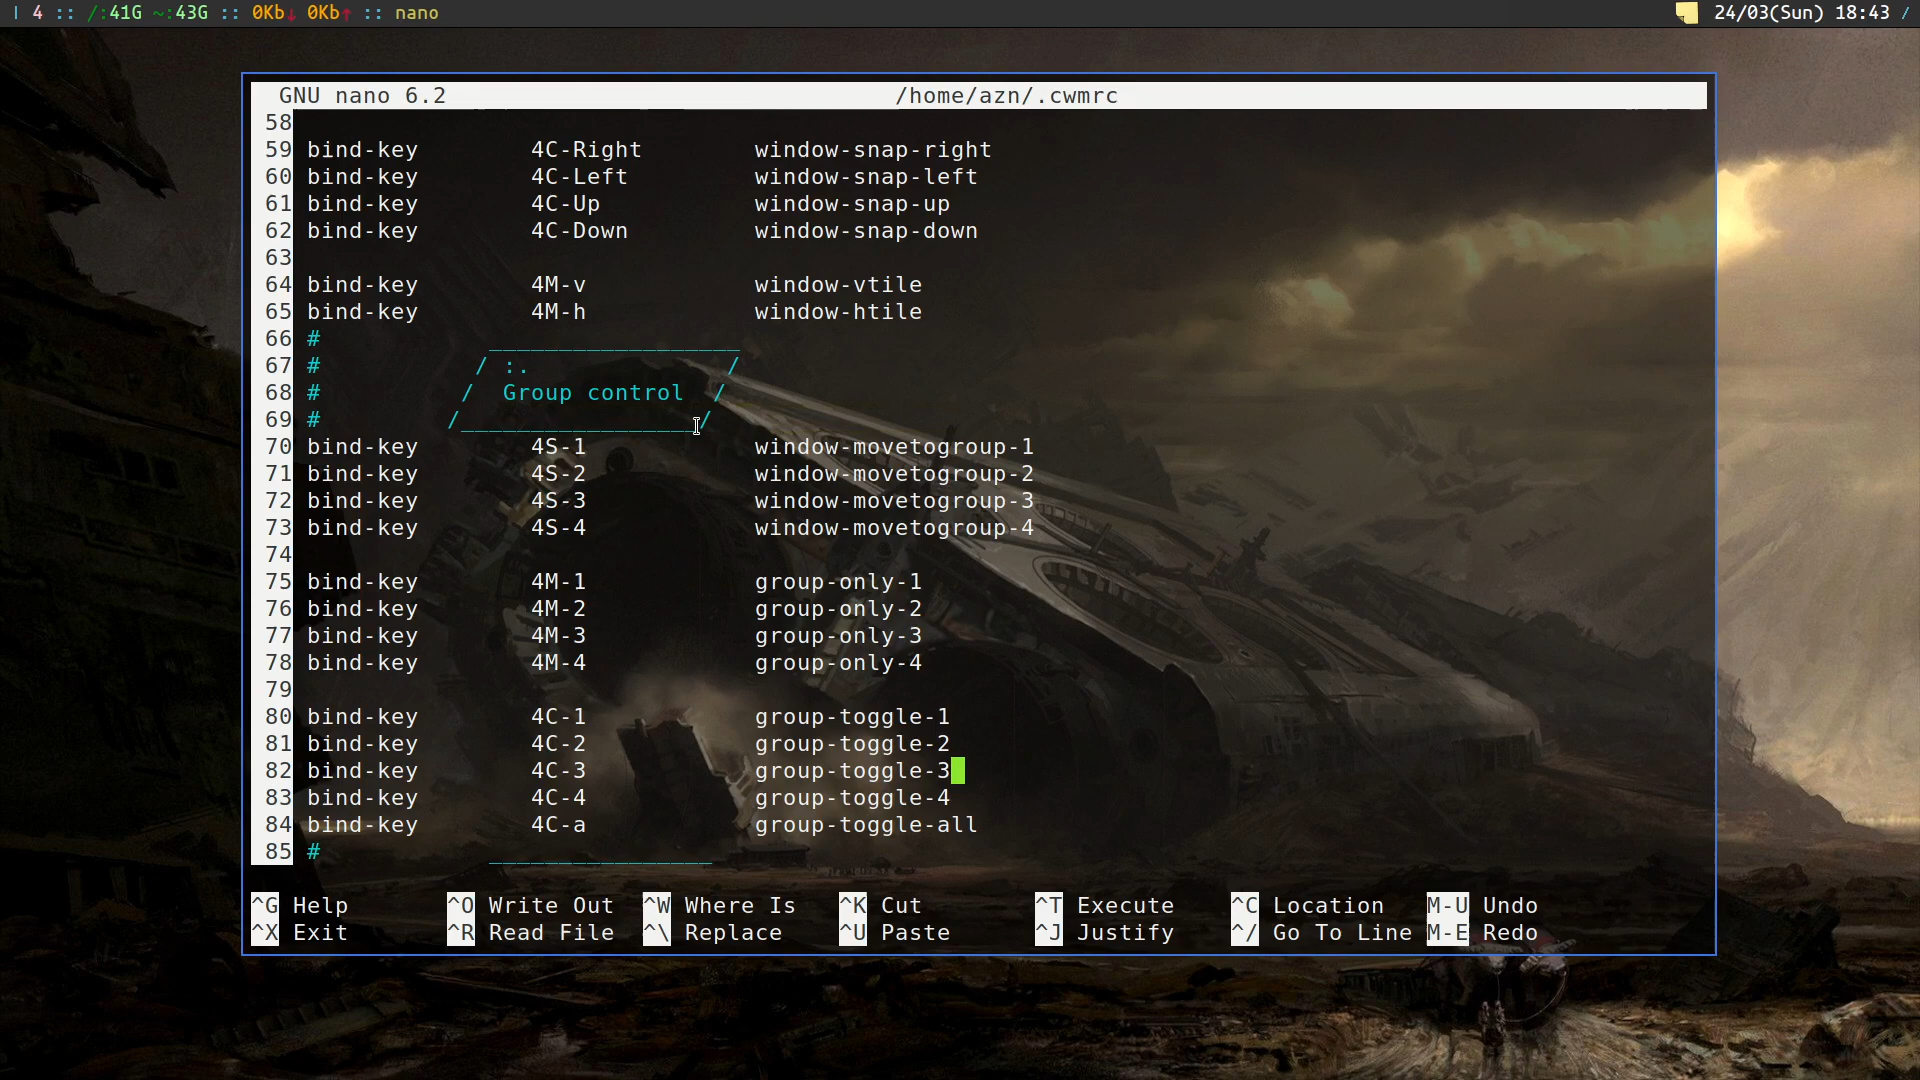 | 4 :: /:41G ~:43G :: 0Kb↓ 0Kb↑ :: nano 24/03(Sun) 18:43 /
GNU nano 6.2 /home/azn/.cwmrc
58
59 bind-key 4C-Right window-snap-right
60 bind-key 4C-Left window-snap-left
61 bind-key 4C-Up window-snap-up
62 bind-key 4C-Down window-snap-down
63
64 bind-key 4M-v window-vtile
65 bind-key 4M-h window-htile
66 # __________________
67 # / :. /
68 # / Group control /
69 # /_________________/
70 bind-key 4S-1 window-movetogroup-1
71 bind-key 4S-2 window-movetogroup-2
72 bind-key 4S-3 window-movetogroup-3
73 bind-key 4S-4 window-movetogroup-4
74
75 bind-key 4M-1 group-only-1
76 bind-key 4M-2 group-only-2
77 bind-key 4M-3 group-only-3
78 bind-key 4M-4 group-only-4
79
80 bind-key 4C-1 group-toggle-1
81 bind-key 4C-2 group-toggle-2
82 bind-key 4C-3 group-toggle-3
83 bind-key 4C-4 group-toggle-4
84 bind-key 4C-a group-toggle-all
85 # ________________
^G Help ^O Write Out ^W Where Is ^K Cut ^T Execute ^C Location M-U Undo
^X Exit ^R Read File ^\ Replace ^U Paste ^J Justify ^/ Go To Line M-E Redo